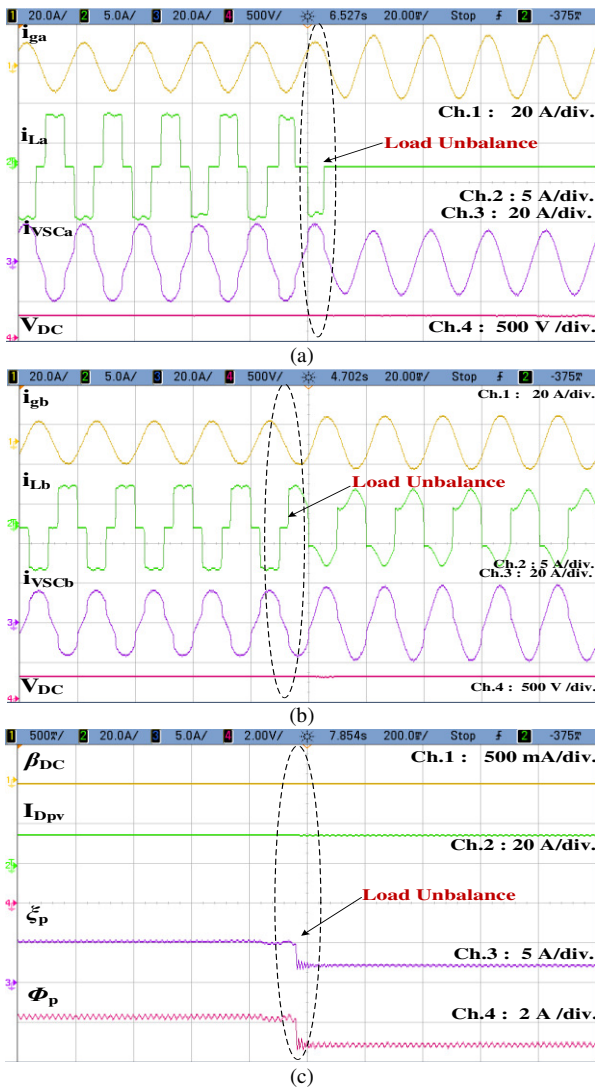 1 20.0A/ 2 5.0A/ 3 20.0A/ 4 500V/ 6.527s 20.00m/ Stop 2 -375m
iga
Ch.1 : 20 A/div.
iLa
Load Unbalance
Ch.2 : 5 A/div.
Ch.3 : 20 A/div.
iVSCa
VDC
Ch.4 : 500 V /div.
(a)
1 20.0A/ 2 5.0A/ 3 20.0A/ 4 500V/ 4.702s 20.00m/ Stop 2 -375m
igb
Ch.1 : 20 A/div.
iLb
Load Unbalance
Ch.2 : 5 A/div.
Ch.3 : 20 A/div.
iVSCb
VDC
Ch.4 : 500 V /div.
(b)
1 500m/ 2 20.0A/ 3 5.0A/ 4 2.00V/ 7.854s 200.0m/ Stop 2 -375m
βDC
Ch.1 : 500 mA/div.
IDpv
Ch.2 : 20 A/div.
ξp
Load Unbalance
Ch.3 : 5 A/div.
Φp
Ch.4 : 2 A /div.
(c)